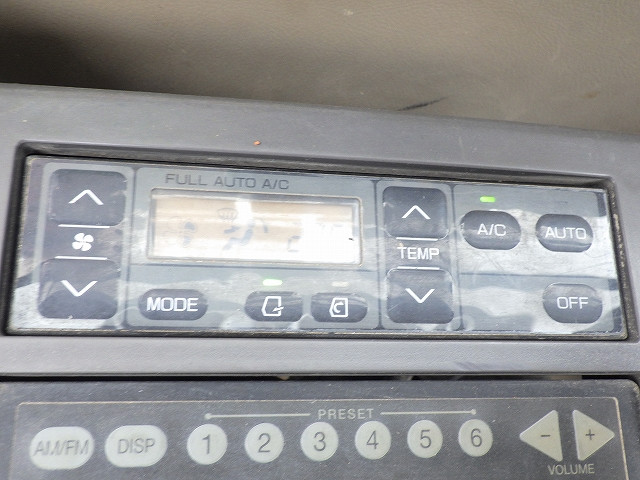 FULL AUTO A/C
TEMP
A/C
AUTO
MODE
OFF
PRESET
AM/FM
DISP
1
2
3
4
5
6
-
+
VOLUME